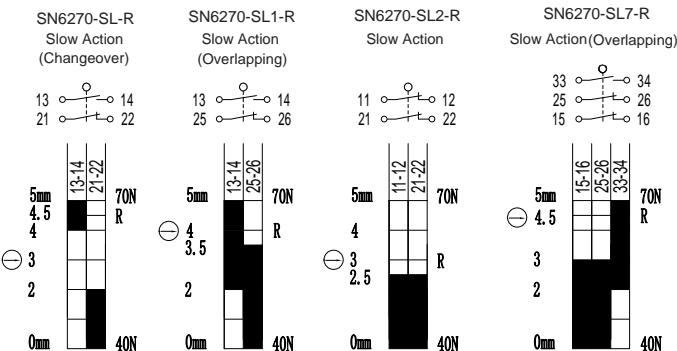 SN6270-SL-R
Slow Action
(Changeover)
13 14
21 22
13-14
21-22
5mm 70N
4.5 R
4
3
2
0mm 40N
SN6270-SL1-R
Slow Action
(Overlapping)
13 14
25 26
13-14
25-26
5mm 70N
4 R
3.5
2
0mm 40N
SN6270-SL2-R
Slow Action
11 12
21 22
11-12
21-22
5mm 70N
4
3 R
2.5
0mm 40N
SN6270-SL7-R
Slow Action(Overlapping)
33 34
25 26
15 16
15-16
25-26
33-34
5mm 70N
4.5 R
3
2
0mm 40N